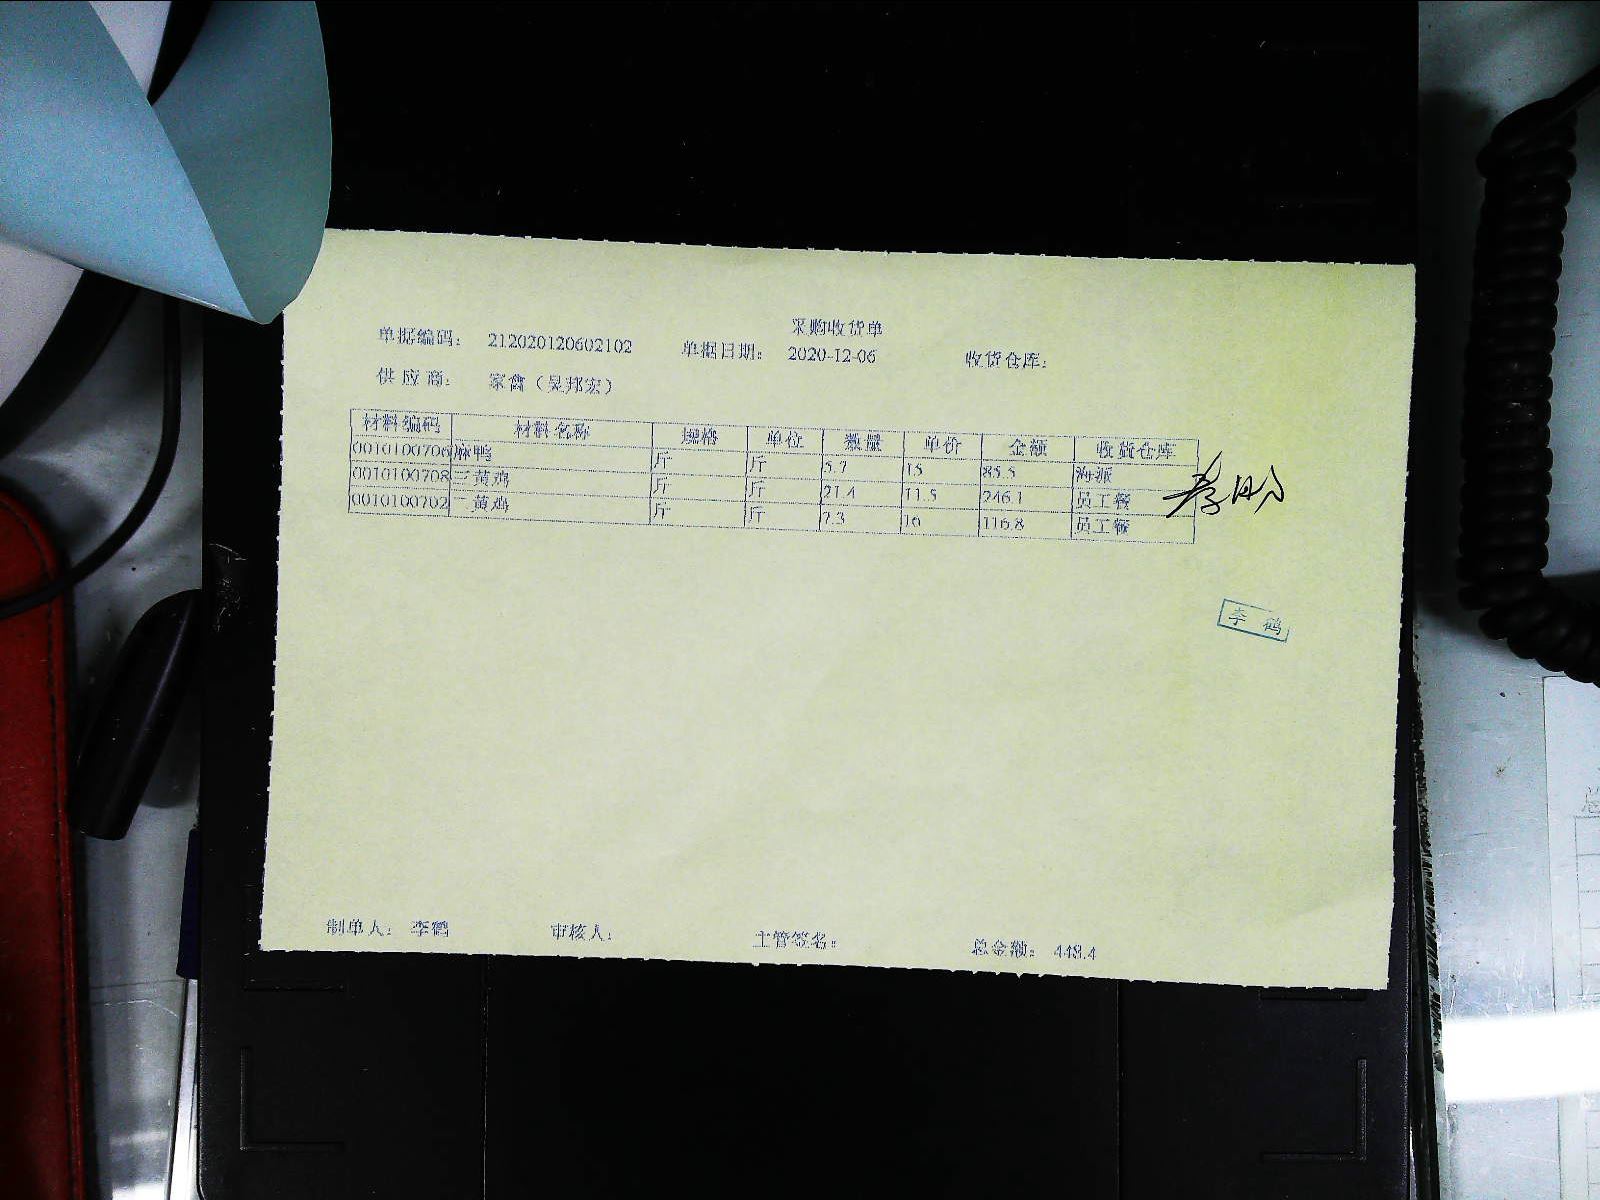 采购收货单
单据编码: 212020120602102 单据日期: 2020-12-06 收货仓库:
供应商: 家禽（吴邦宏）
材料编码 材料名称 规格 单位 数量 单价 金额 收货仓库
0010100706 麻鸭 斤 斤 5.7 15 85.5 海派
0010100708 三黄鸡 斤 斤 21.4 11.5 246.1 员工餐
0010100702 二黄鸡 斤 斤 7.3 16 116.8 员工餐
李鹤
制单人: 李鹤 审核人: 主管签名: 总金额: 448.4